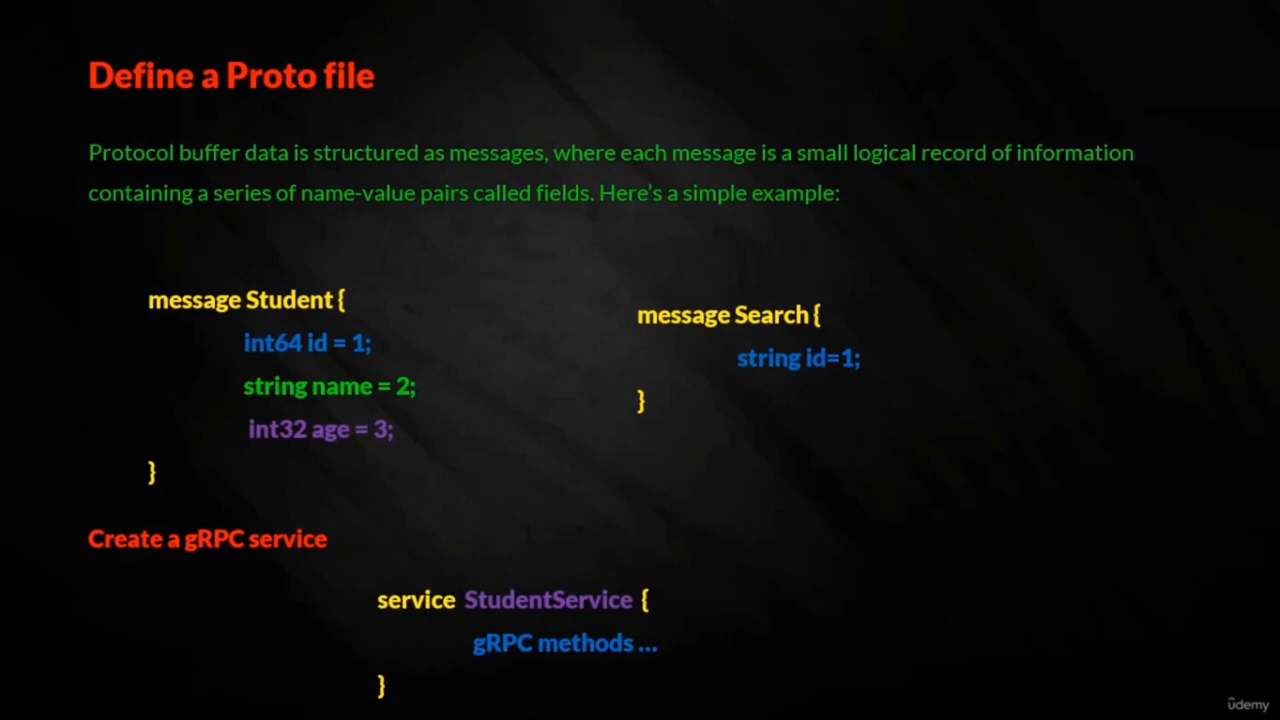 Define a Proto file
Protocol buffer data is structured as messages, where each message is a small logical record of information
containing a series of name-value pairs called fields. Here’s a simple example:
message Student {
int64 id = 1;
string name = 2;
int32 age = 3;
}
message Search {
string id=1;
}
Create a gRPC service
service StudentService {
gRPC methods ...
}
ûdemy